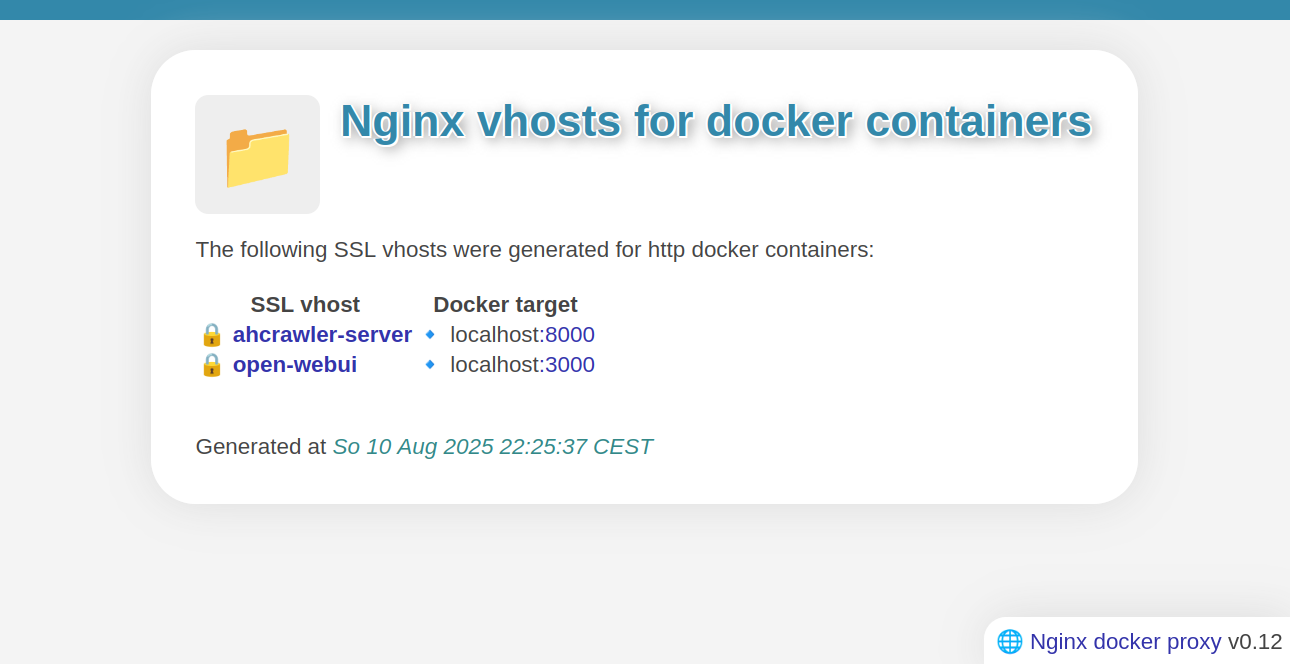 Nginx vhosts for docker containers
The following SSL vhosts were generated for http docker containers:
SSL vhost Docker target
ahcrawler-server localhost:8000
open-webui localhost:3000
Generated at So 10 Aug 2025 22:25:37 CEST
Nginx docker proxy v0.12